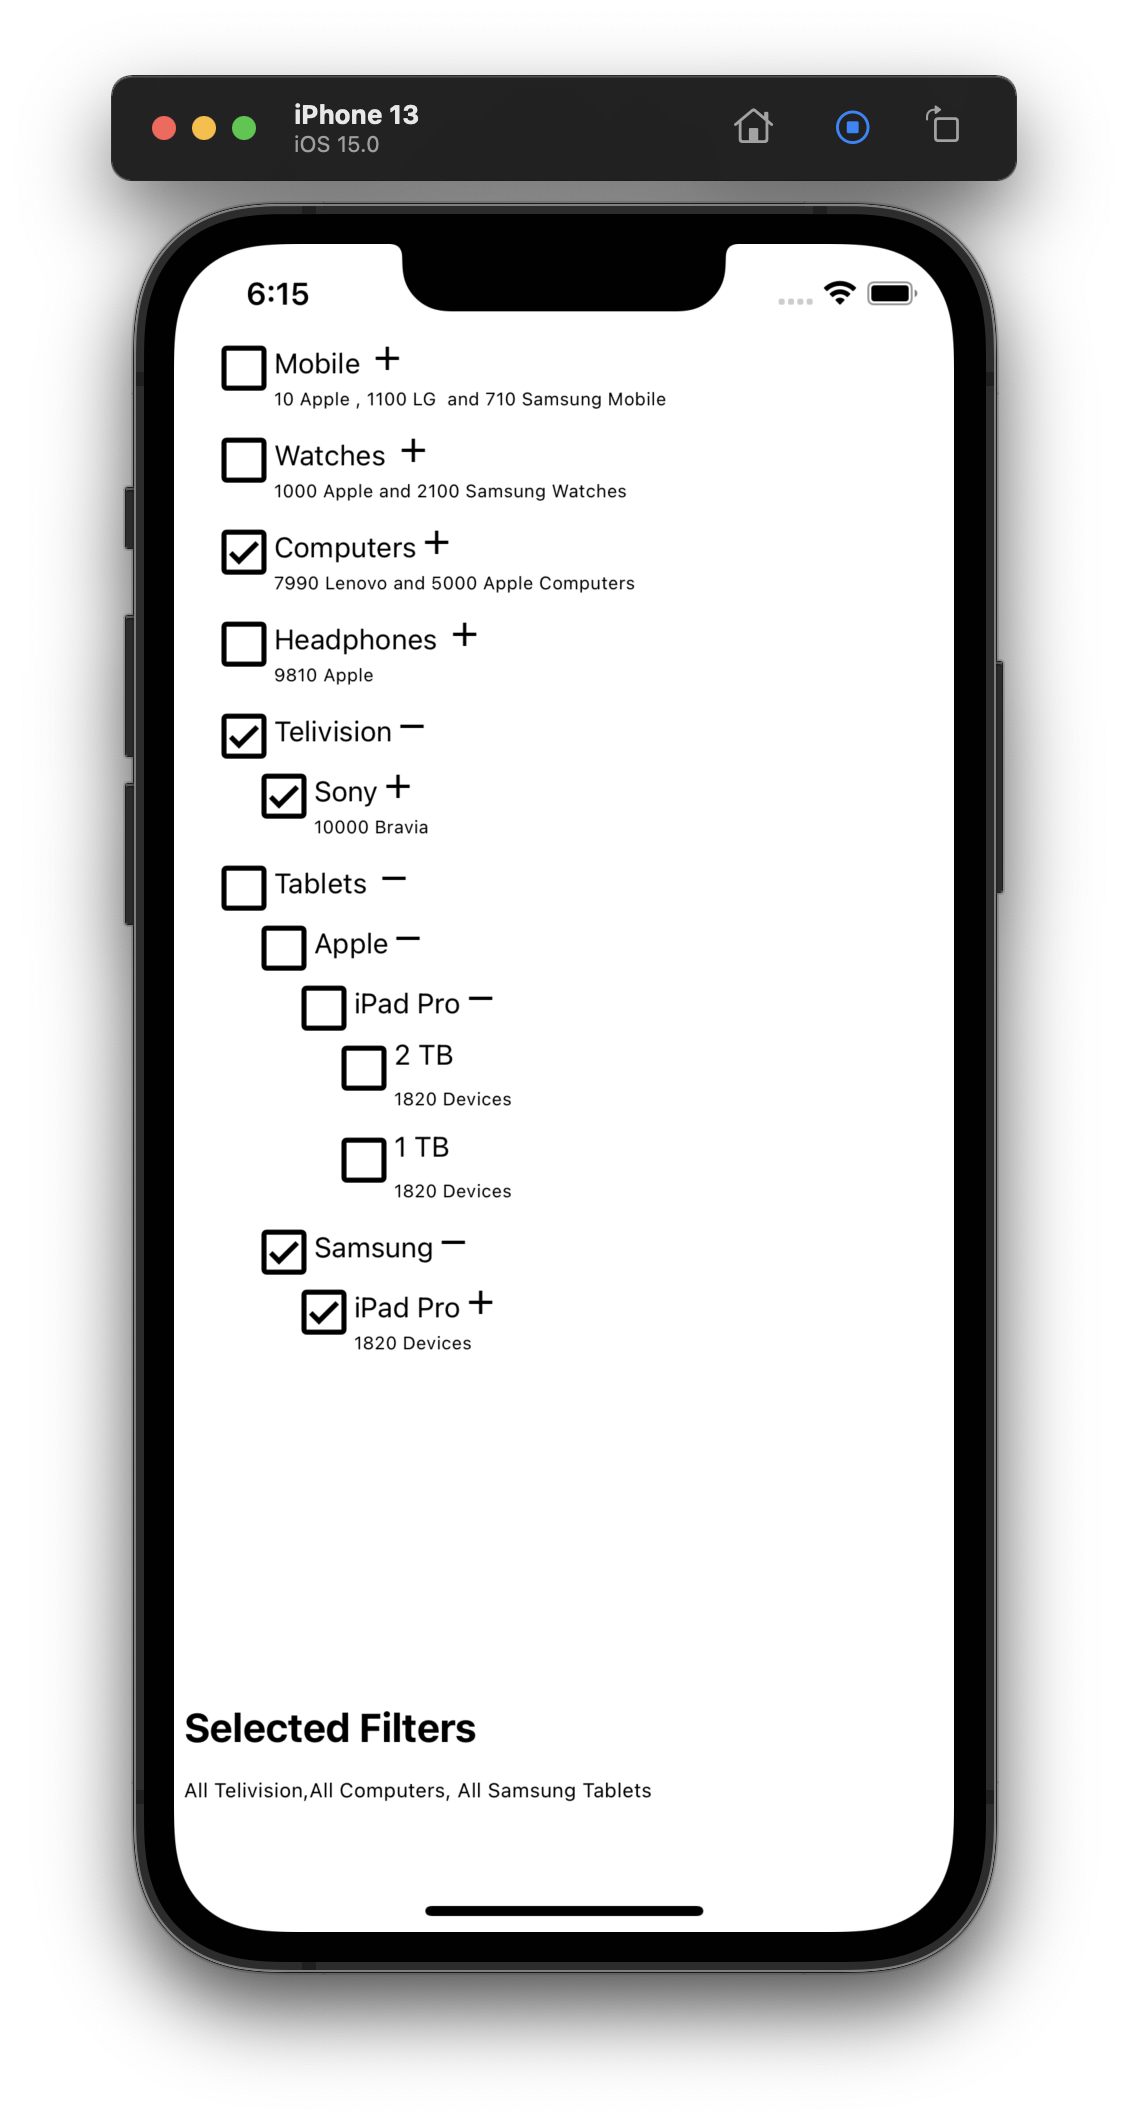 iPhone 13
iOS 15.0
6:15
Mobile +
10 Apple , 1100 LG  and 710 Samsung Mobile
Watches +
1000 Apple and 2100 Samsung Watches
Computers +
7990 Lenovo and 5000 Apple Computers
Headphones +
9810 Apple
Telivision −
Sony +
10000 Bravia
Tablets −
Apple −
iPad Pro −
2 TB
1820 Devices
1 TB
1820 Devices
Samsung −
iPad Pro +
1820 Devices
Selected Filters
All Telivision,All Computers, All Samsung Tablets